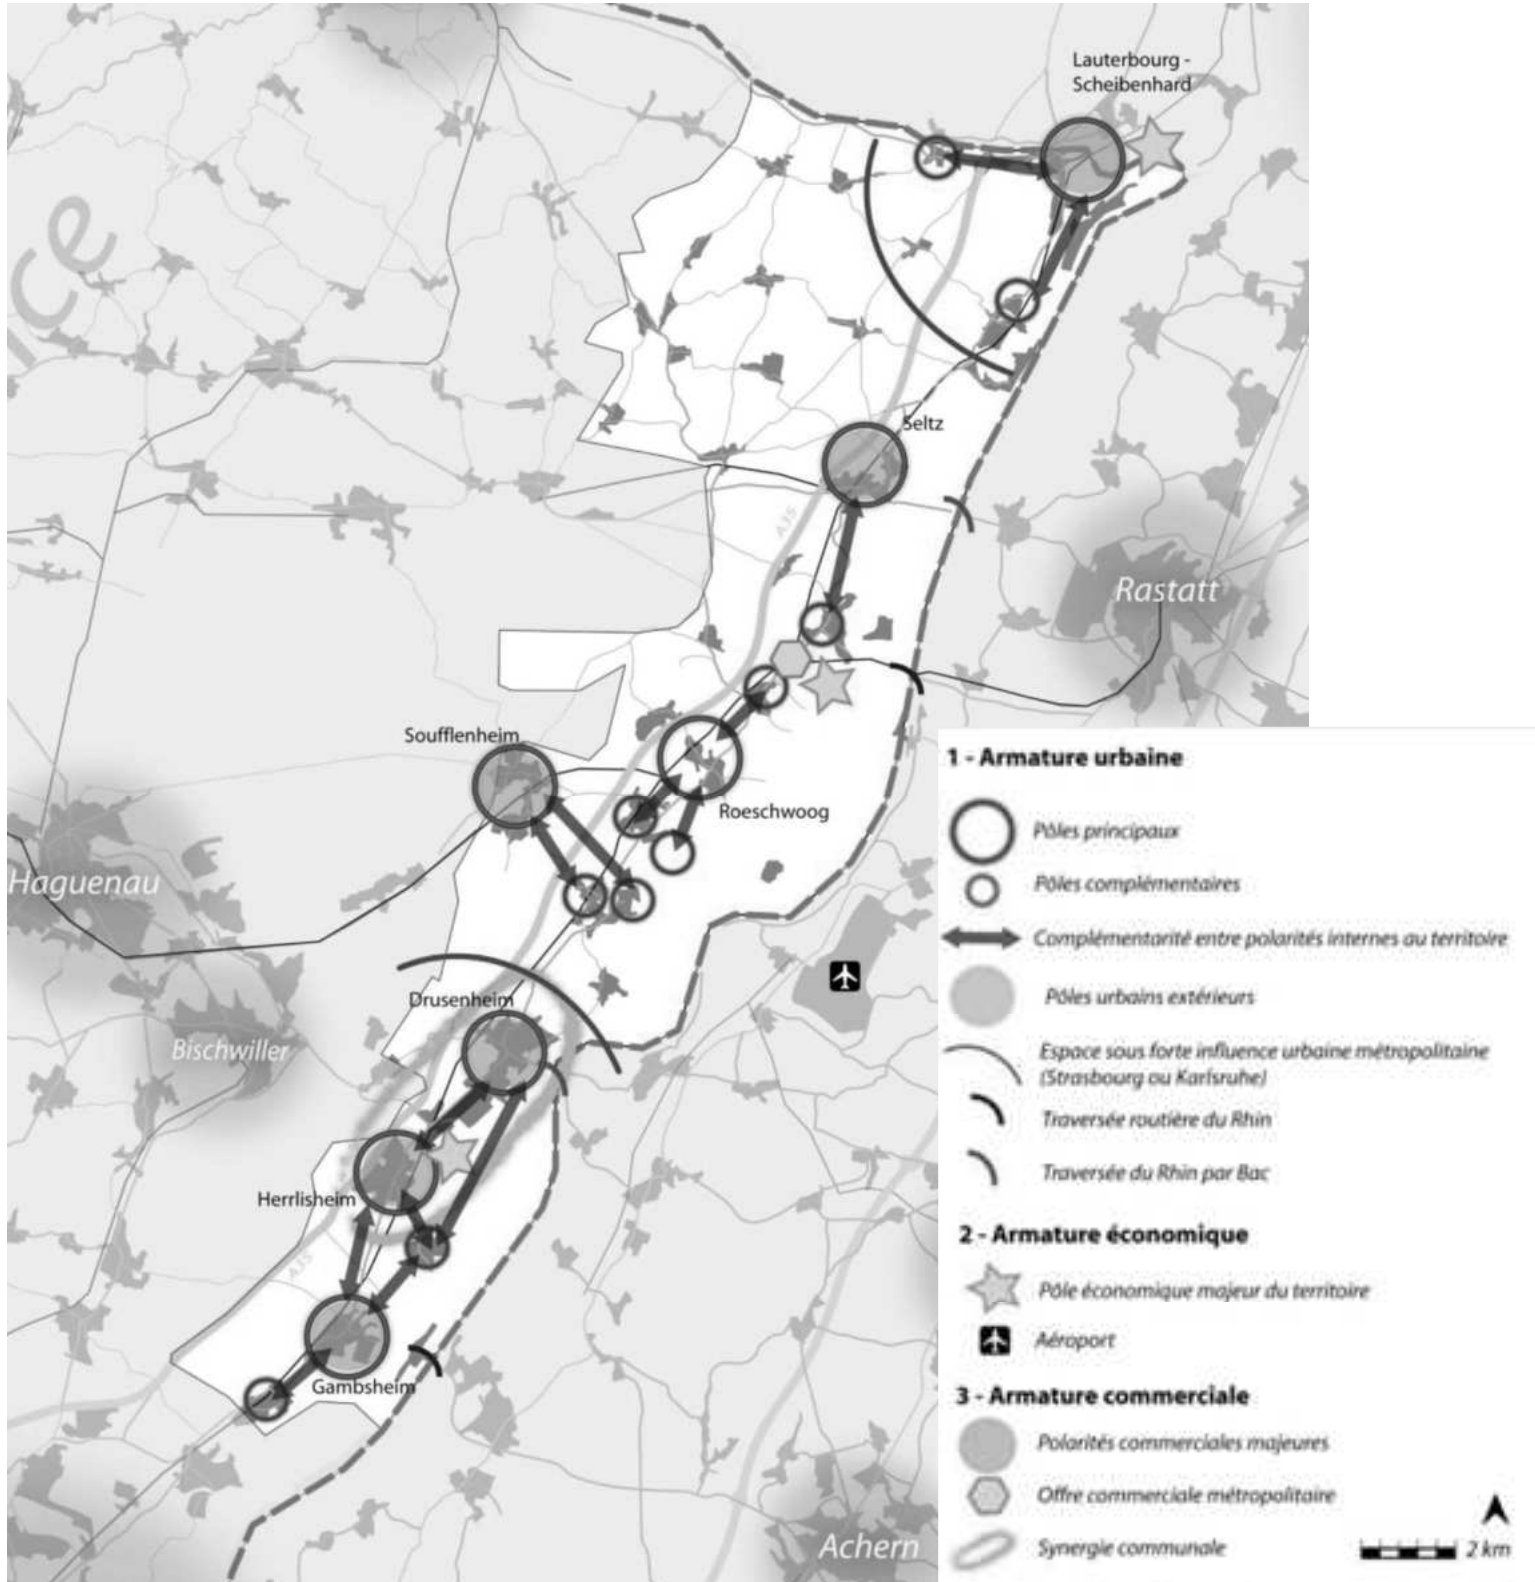 Lauterbourg -
Scheibenhard
Seltz
A35
Rastatt
Soufflenheim
Roeschwoog
Haguenau
Drusenheim
Bischwiller
Herrlisheim
A35
Gambsheim
Achern
1 - Armature urbaine
Pôles principaux
Pôles complémentaires
Complémentarité entre polarités internes au territoire
Pôles urbains extérieurs
Espace sous forte influence urbaine métropolitaine
(Strasbourg ou Karlsruhe)
Traversée routière du Rhin
Traversée du Rhin par Bac
2 - Armature économique
Pôle économique majeur du territoire
Aéroport
3 - Armature commerciale
Polarités commerciales majeures
Offre commerciale métropolitaire
Synergie communale
2 km